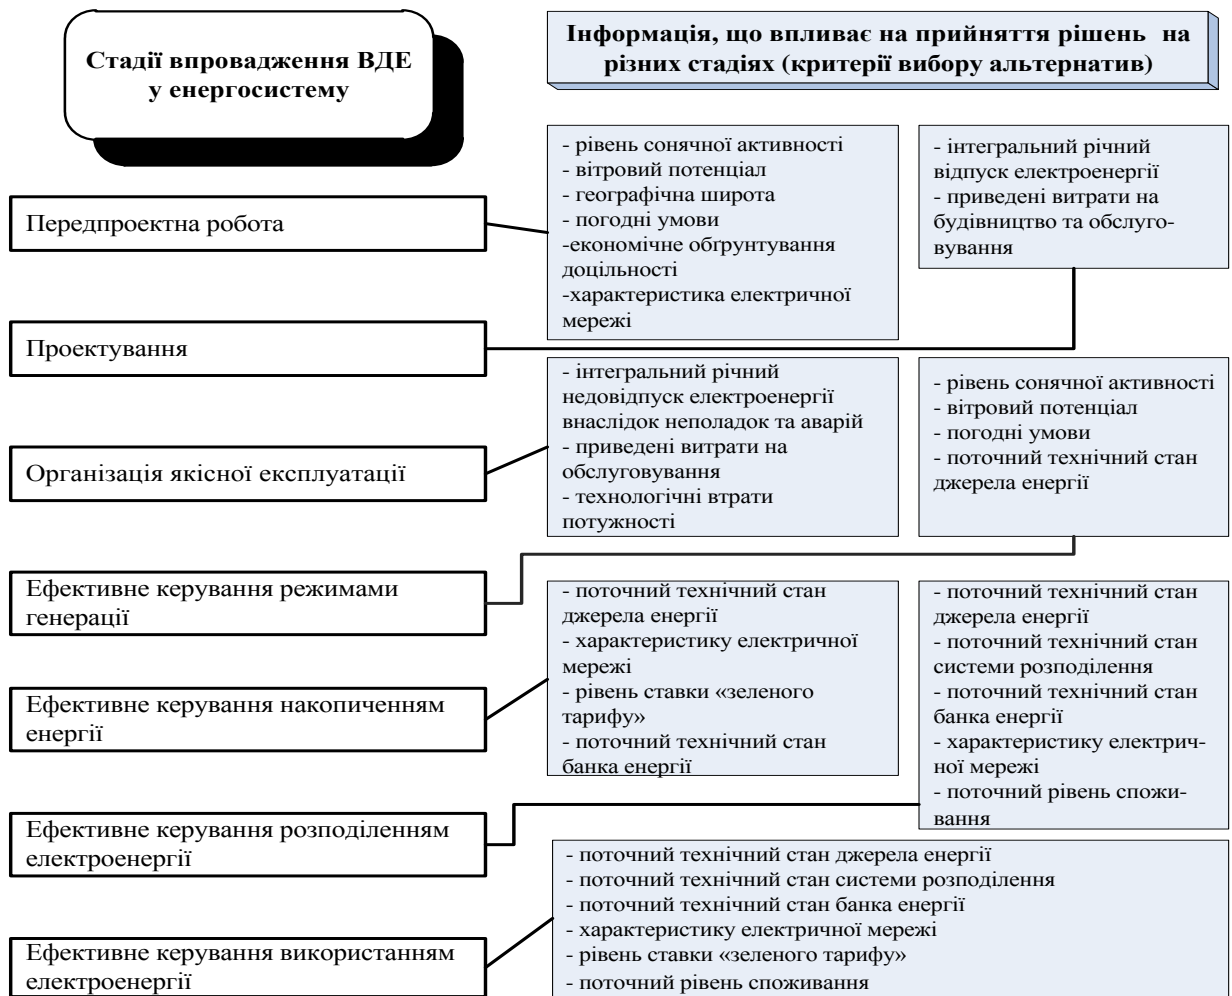 Стадії впровадження ВДЕ
у енергосистему
Інформація, що впливає на прийняття рішень на
різних стадіях (критерії вибору альтернатив)
Передпроектна робота
- рівень сонячної активності
- вітровий потенціал
- географічна широта
- погодні умови
-економічне обґрунтування
доцільності
-характеристика електричної
мережі
- інтегральний річний
відпуск електроенергії
- приведені витрати на
будівництво та обслуго-
вування
Проектування
Організація якісної експлуатації
- інтегральний річний
недовідпуск електроенергії
внаслідок неполадок та аварій
- приведені витрати на
обслуговування
- технологічні втрати
потужності
- рівень сонячної активності
- вітровий потенціал
- погодні умови
- поточний технічний стан
джерела енергії
Ефективне керування режимами
генерації
Ефективне керування накопиченням
енергії
- поточний технічний стан
джерела енергії
- характеристику електричної
мережі
- рівень ставки «зеленого
тарифу»
- поточний технічний стан
банка енергії
- поточний технічний стан
джерела енергії
- поточний технічний стан
системи розподілення
- поточний технічний стан
банка енергії
- характеристику електрич-
ної мережі
- поточний рівень спожи-
вання
Ефективне керування розподіленням
електроенергії
Ефективне керування використанням
електроенергії
- поточний технічний стан джерела енергії
- поточний технічний стан системи розподілення
- поточний технічний стан банка енергії
- характеристику електричної мережі
- рівень ставки «зеленого тарифу»
- поточний рівень споживання